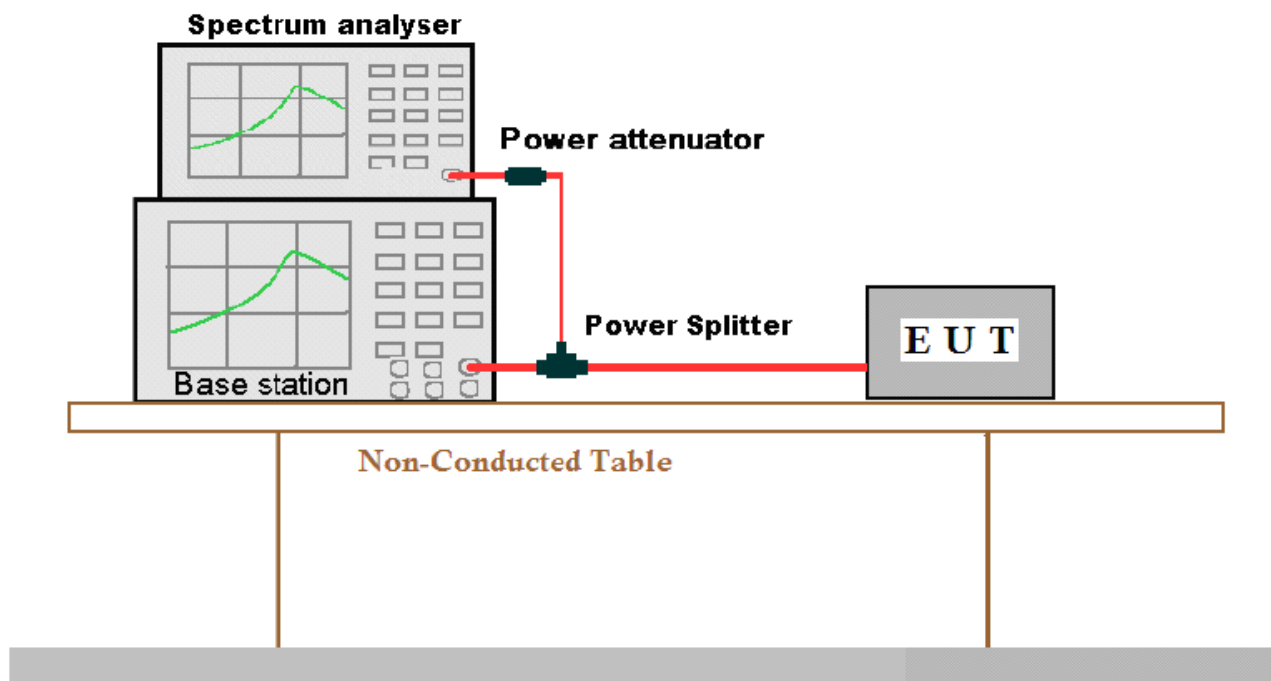 Spectrum analyser
Power attenuator
Power Splitter
E U T
Base station
Non-Conducted Table